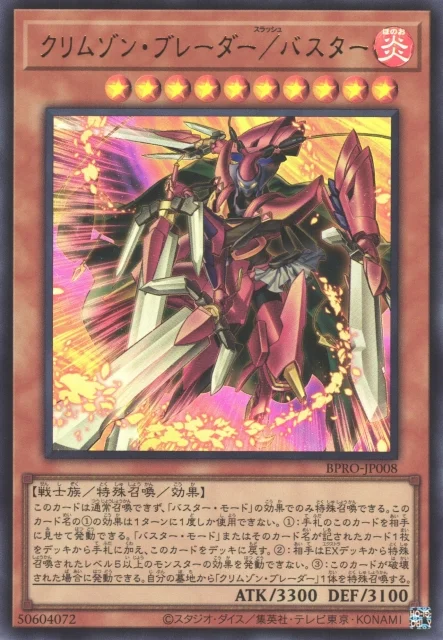 スラッシュ
クリムゾン・ブレーダー／バスター
ほのお
炎
BPRO-JP008
【戦士族／特殊召喚／効果】
このカードは通常召喚できず、「バスター・モード」の効果でのみ特殊召喚できる。この
カード名の①の効果は1ターンに1度しか使用できない。①：手札のこのカードを相手
に見せて発動できる。「バスター・モード」またはそのカード名が記されたカード1枚
をデッキから手札に加え、このカードをデッキに戻す。②：相手はEXデッキから特殊
召喚されたレベル5以上のモンスターの効果を発動できない。③：このカードが破壊
された場合に発動できる。自分の墓地から「クリムゾン・ブレーダー」1体を特殊召喚する。
ATK/3300 DEF/3100
50604072
©スタジオ・ダイス／集英社・テレビ東京・KONAMI